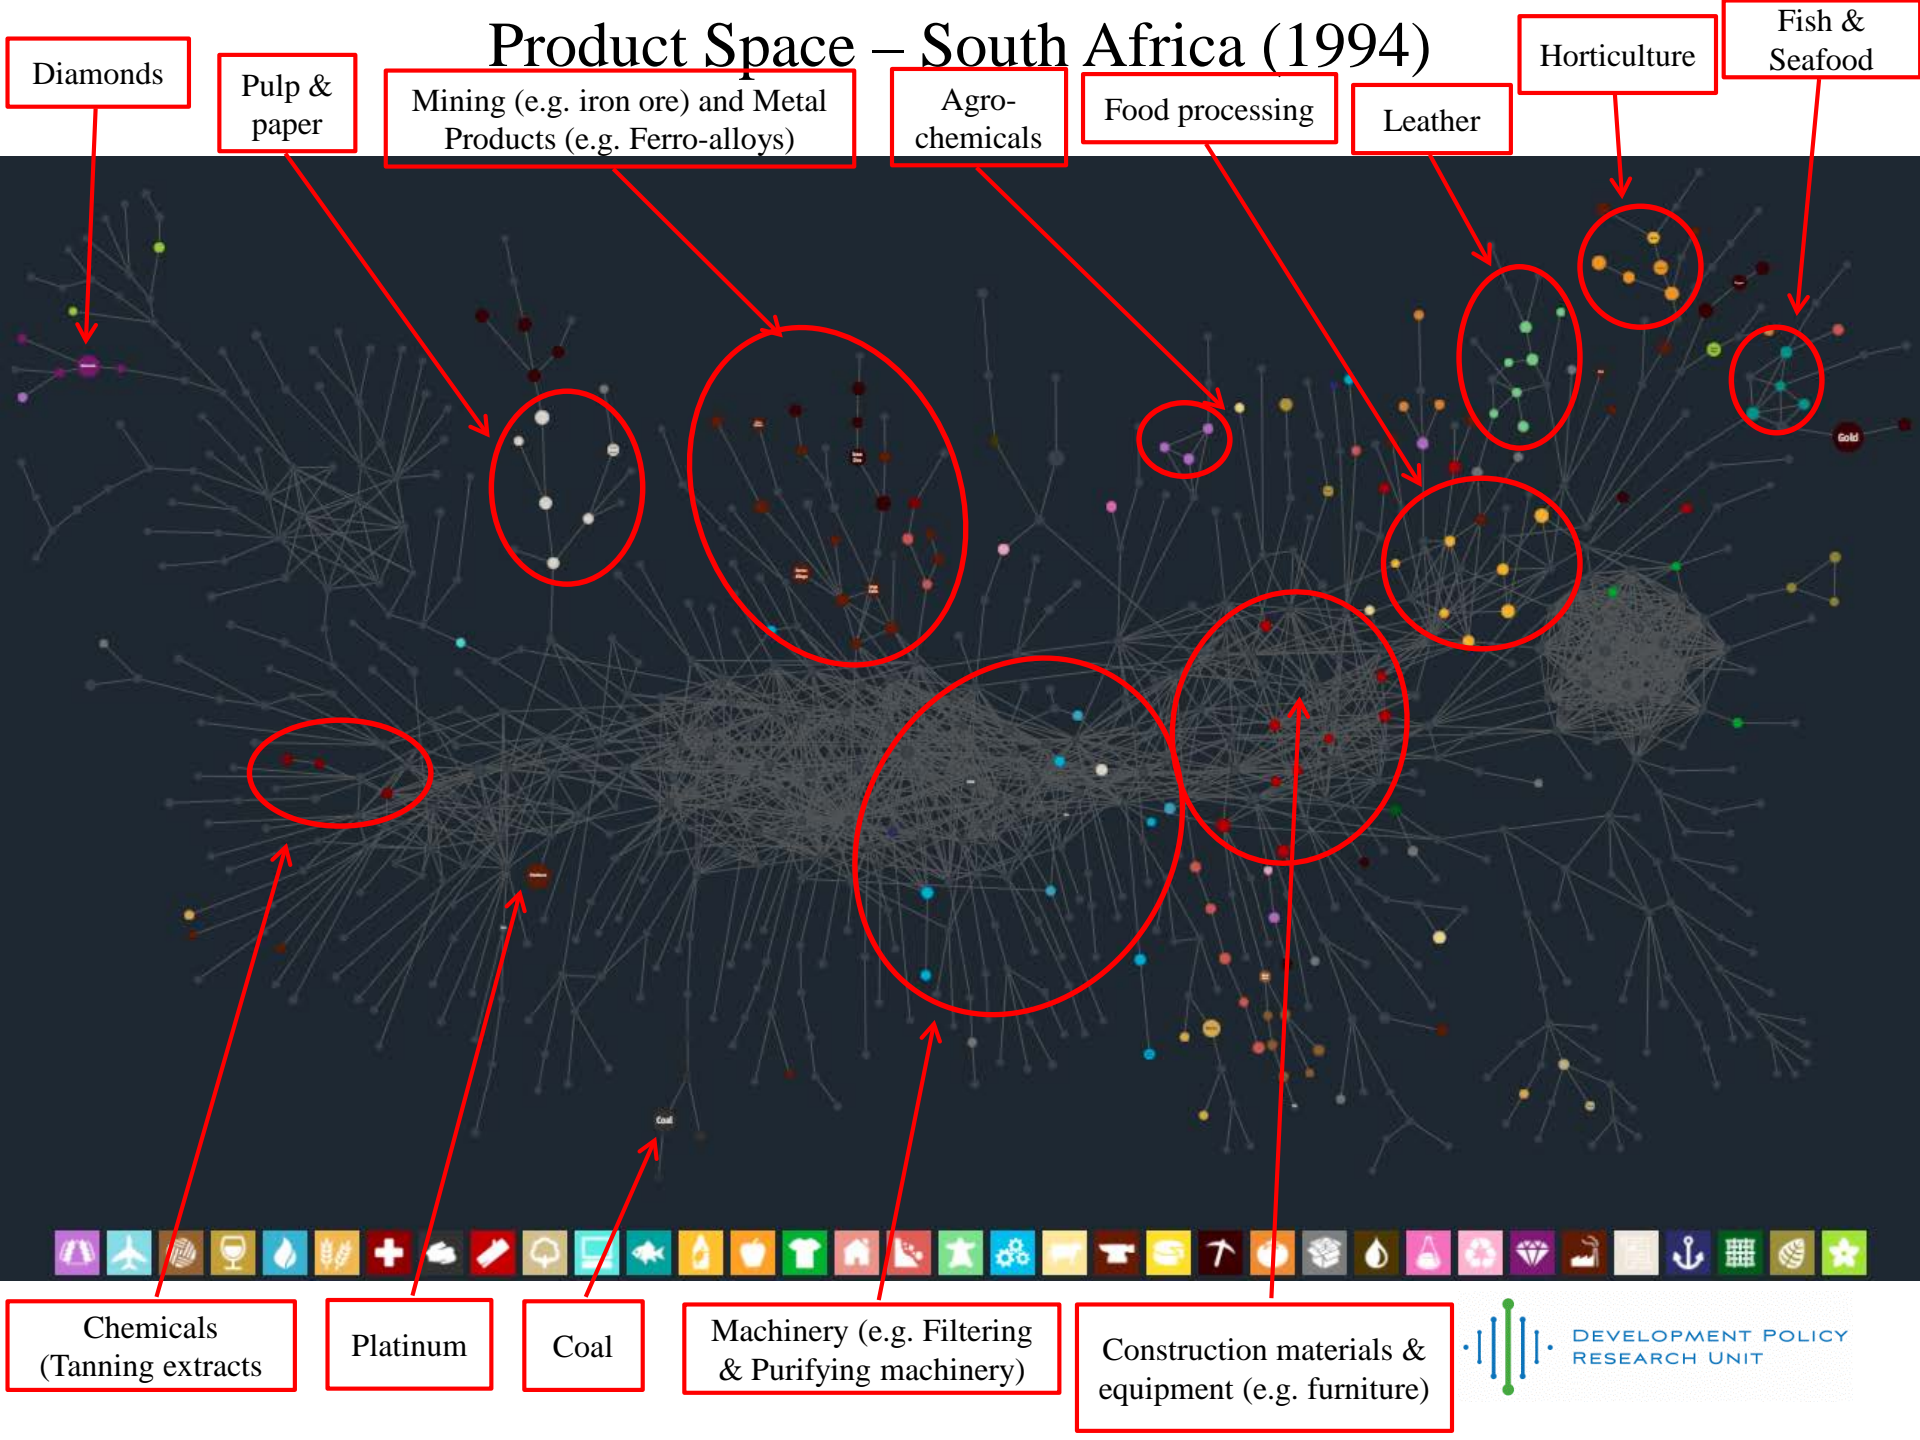 Product Space – South Africa (1994)
Diamonds
Pulp &
paper
Mining (e.g. iron ore) and Metal
Products (e.g. Ferro-alloys)
Agro-
chemicals
Food processing
Leather
Horticulture
Fish &
Seafood
Gold
Coal
Chemicals
(Tanning extracts
Platinum
Coal
Machinery (e.g. Filtering
& Purifying machinery)
Construction materials &
equipment (e.g. furniture)
DEVELOPMENT POLICY
RESEARCH UNIT